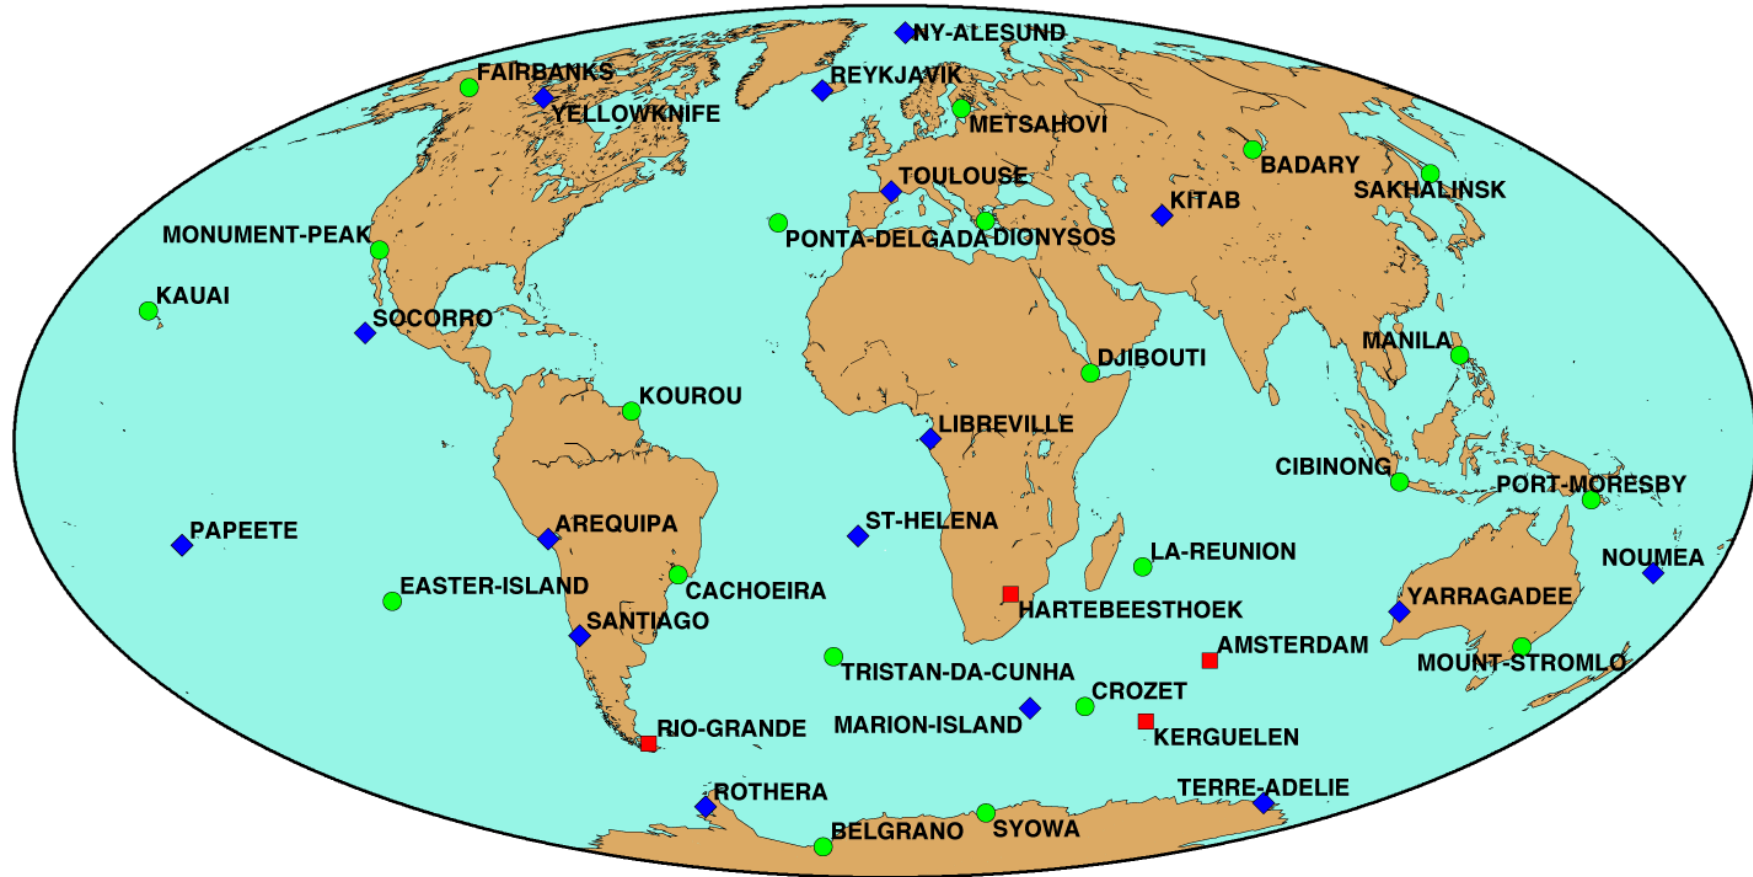 NY-ALESUND
FAIRBANKS
REYKJAVIK
YELLOWKNIFE
METSAHOVI
BADARY
TOULOUSE
SAKHALINSK
KITAB
MONUMENT-PEAK
PONTA-DELGADA
DIONYSOS
KAUAI
SOCORRO
MANILA
DJIBOUTI
KOUROU
LIBREVILLE
CIBINONG
PORT-MORESBY
PAPEETE
AREQUIPA
ST-HELENA
LA-REUNION
NOUMEA
EASTER-ISLAND
CACHOEIRA
YARRAGADEE
HARTEBEESTHOEK
SANTIAGO
AMSTERDAM
MOUNT-STROMLO
TRISTAN-DA-CUNHA
CROZET
MARION-ISLAND
RIO-GRANDE
KERGUELEN
ROTHERA
TERRE-ADELIE
BELGRANO
SYOWA